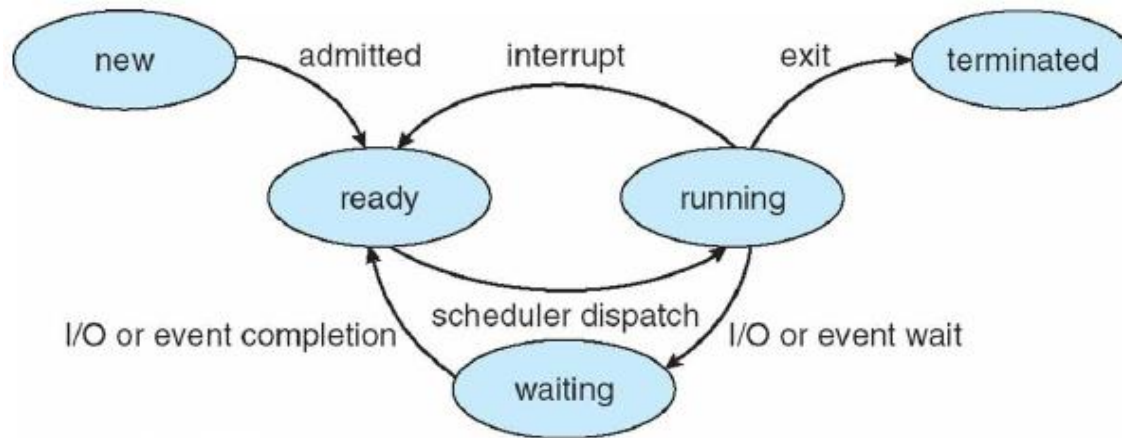 new
admitted
interrupt
exit
terminated
ready
running
scheduler dispatch
I/O or event completion
I/O or event wait
waiting